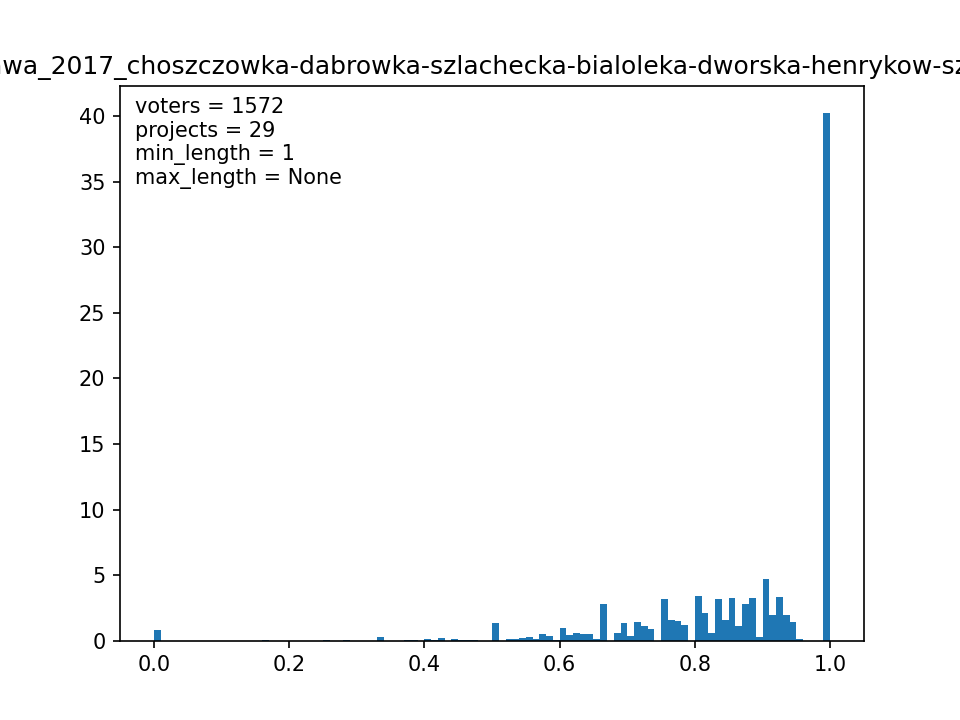 wa_2017_choszczowka-dabrowka-szlachecka-bialoleka-dworska-henrykow-sz
voters = 1572
projects = 29
min_length = 1
max_length = None
40
35
30
25
20
15
10
5
0
0.0 0.2 0.4 0.6 0.8 1.0